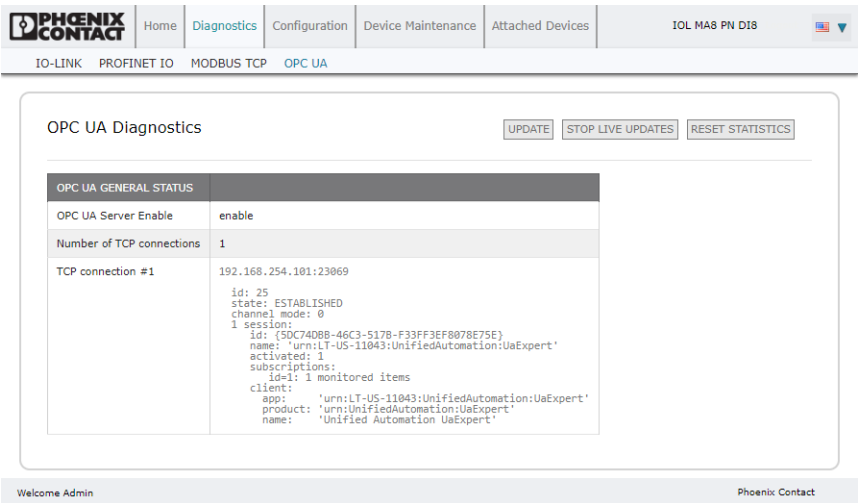 PHŒNIX
CONTACT
Home Diagnostics Configuration Device Maintenance Attached Devices IOL MA8 PN DI8
IO-LINK PROFINET IO MODBUS TCP OPC UA
OPC UA Diagnostics UPDATE STOP LIVE UPDATES RESET STATISTICS
OPC UA GENERAL STATUS
OPC UA Server Enable enable
Number of TCP connections 1
TCP connection #1 192.168.254.101:23069
id: 25
state: ESTABLISHED
channel mode: 0
1 session:
id: {5DC74DBB-46C3-517B-F33FF3EF8078E75E}
name: 'urn:LT-US-11043:UnifiedAutomation:UaExpert'
activated: 1
subscriptions:
id=1: 1 monitored items
client:
app: 'urn:LT-US-11043:UnifiedAutomation:UaExpert'
product: 'urn:UnifiedAutomation:UaExpert'
name: 'Unified Automation UaExpert'
Welcome Admin Phoenix Contact